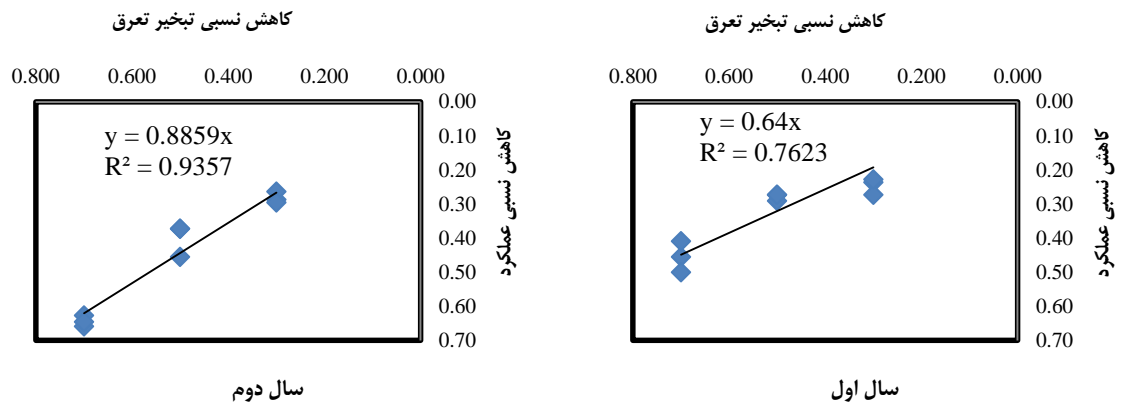 کاهش نسبی تبخیر تعرق
0.800 0.600 0.400 0.200 0.000
0.00
0.10
0.20
0.30
0.40
0.50
0.60
0.70
کاهش نسبی عملکرد
y = 0.64x
R² = 0.7623
سال اول
کاهش نسبی تبخیر تعرق
0.800 0.600 0.400 0.200 0.000
0.00
0.10
0.20
0.30
0.40
0.50
0.60
0.70
کاهش نسبی عملکرد
y = 0.8859x
R² = 0.9357
سال دوم